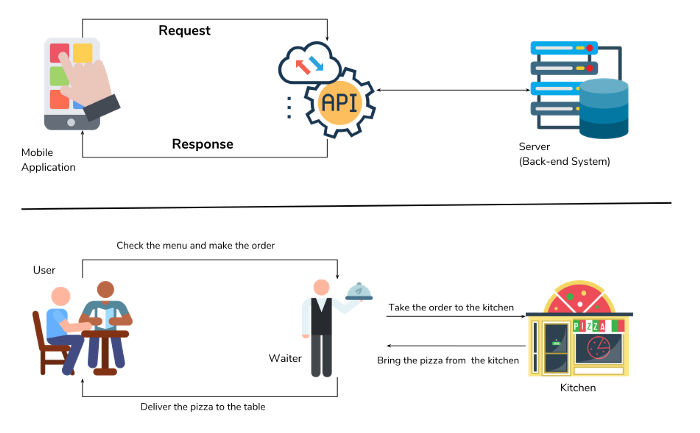 Request
API
Response
Mobile
Application
Server
(Back-end System)
Check the menu and make the order
User
Take the order to the kitchen
PIZZA
Waiter
Bring the pizza from the kitchen
Kitchen
Deliver the pizza to the table